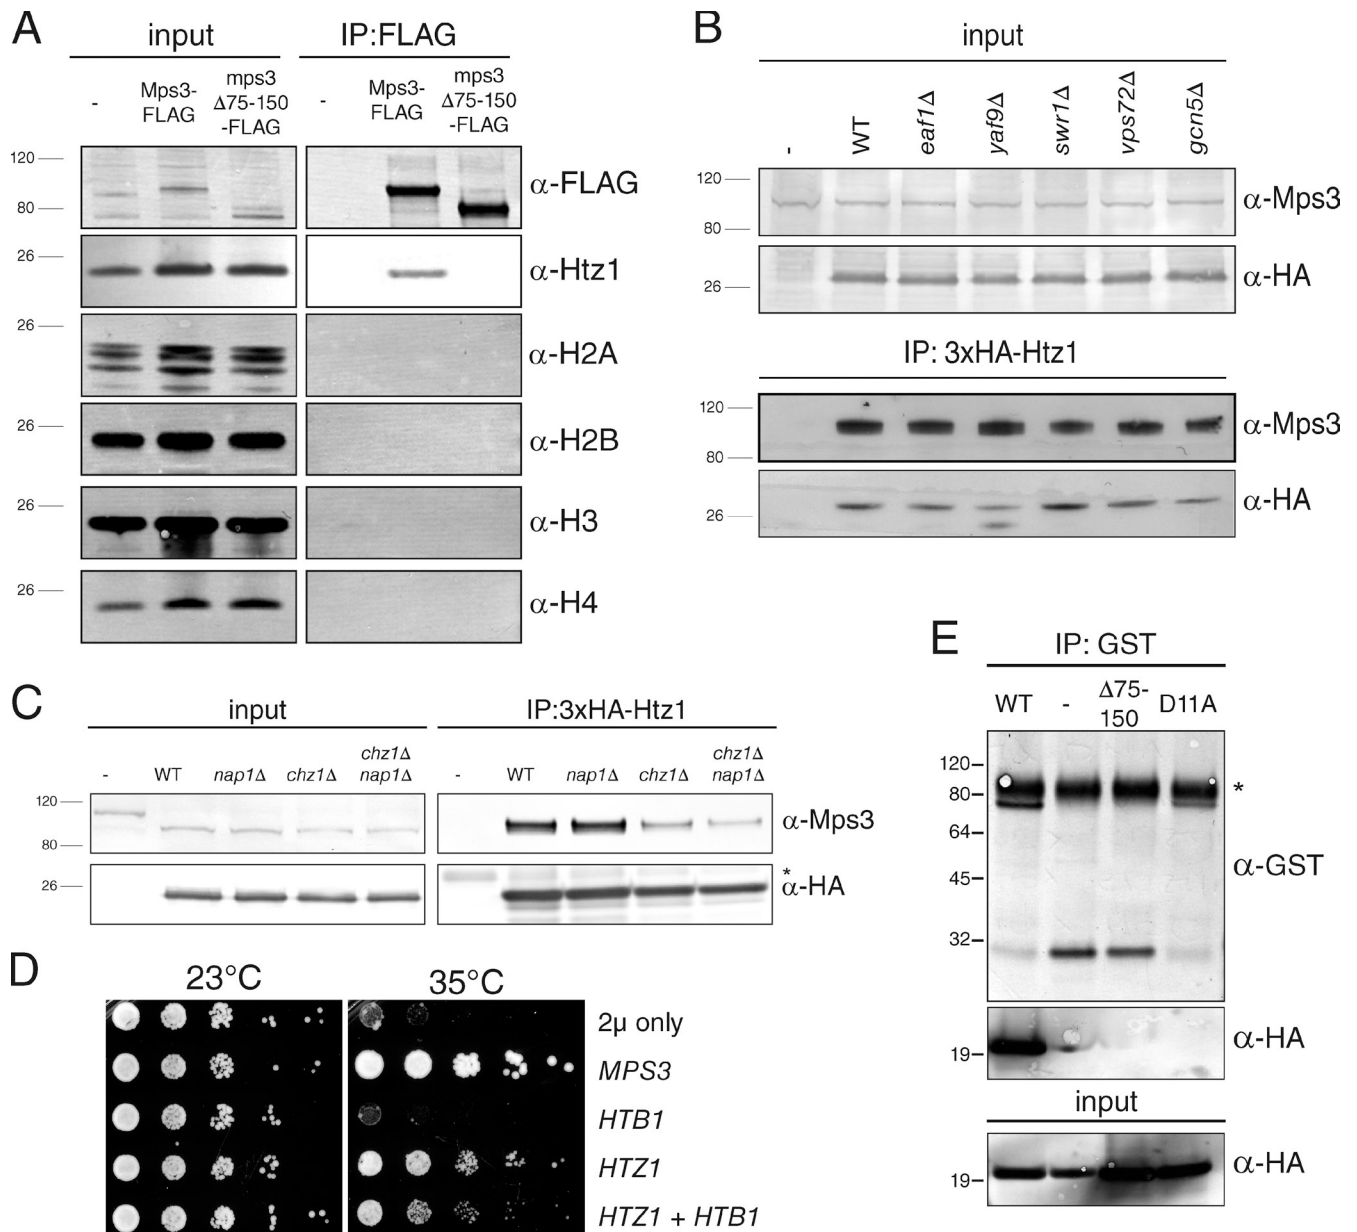 A
input
IP:FLAG
-
Mps3-
FLAG
mps3
Δ75-150
-FLAG
-
Mps3-
FLAG
mps3
Δ75-150
-FLAG
120
80
α-FLAG
26
α-Htz1
26
α-H2A
26
α-H2B
26
α-H3
26
α-H4
B
input
-
WT
eaf1Δ
yaf9Δ
swr1Δ
vps72Δ
gcn5Δ
120
80
α-Mps3
26
α-HA
IP: 3xHA-Htz1
120
80
α-Mps3
26
α-HA
C
input
IP:3xHA-Htz1
- WT nap1Δ chz1Δ chz1Δ
nap1Δ
- WT nap1Δ chz1Δ chz1Δ
nap1Δ
120
80
α-Mps3
26
*
α-HA
D
23°C
35°C
2μ only
MPS3
HTB1
HTZ1
HTZ1 + HTB1
E
IP: GST
WT - Δ75-
150 D11A
120
80
*
64
45
32
α-GST
19
α-HA
input
19
α-HA